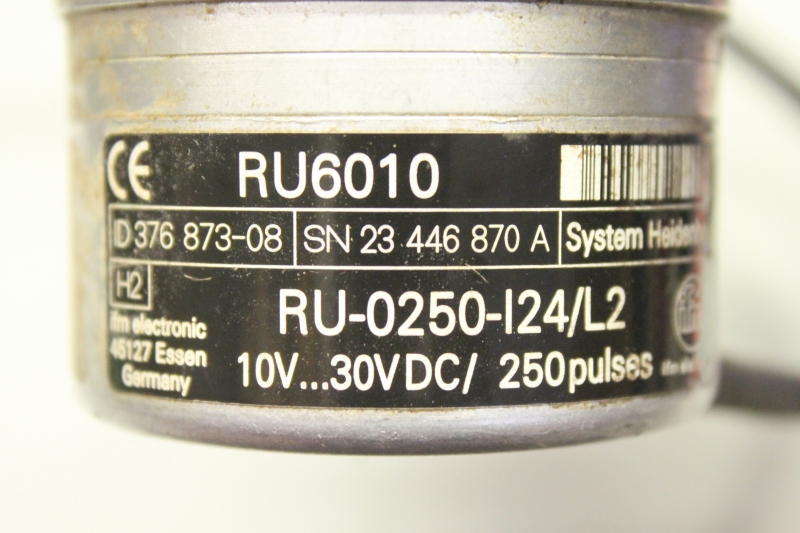 CE RU6010
ID 376 873-08 SN 23 446 870 A System
H2 RU-0250-I24/L2
ifm electronic
45127 Essen
Germany
10V...30VDC/ 250pulses